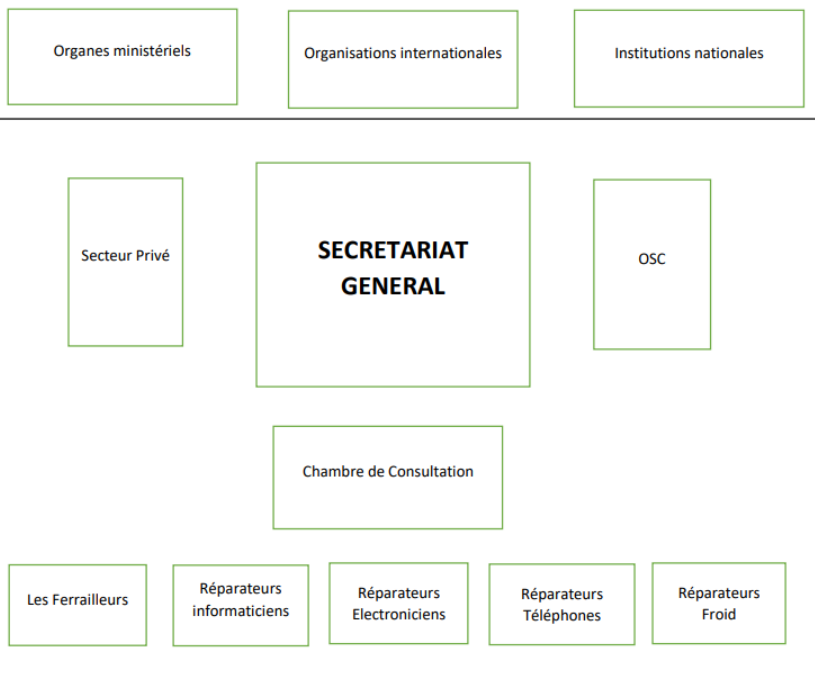 Organes ministériels
Organisations internationales
Institutions nationales
Secteur Privé
SECRETARIAT
GENERAL
OSC
Chambre de Consultation
Les Ferrailleurs
Réparateurs
informaticiens
Réparateurs
Electroniciens
Réparateurs
Téléphones
Réparateurs
Froid